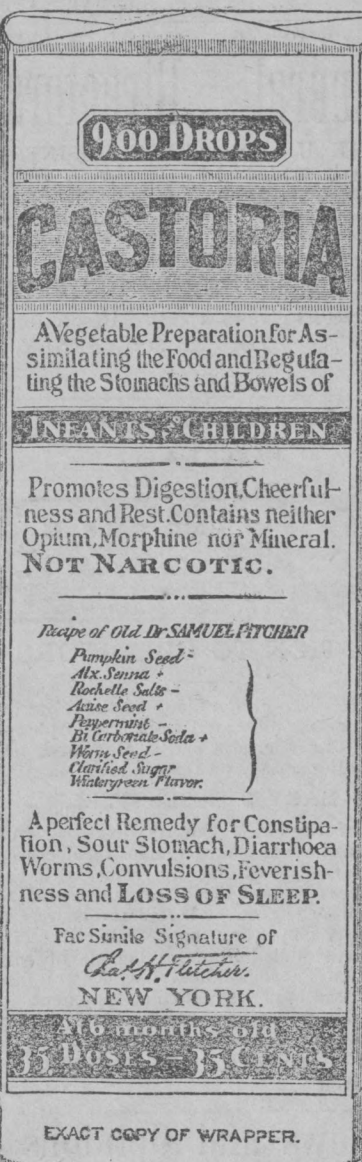 900 DROPS
CASTORIA
A Vegetable Preparation for As-
similating the Food and Regula-
ting the Stomachs and Bowels of
INFANTS & CHILDREN
Promotes Digestion, Cheerful-
ness and Rest. Contains neither
Opium, Morphine nor Mineral.
NOT NARCOTIC.
Recipe of Old Dr SAMUEL PITCHER
Pumpkin Seed -
Alx. Senna +
Rochelle Salts -
Anise Seed +
Peppermint -
Bi Carbonate Soda +
Worm Seed -
Clarified Sugar
Wintergreen Flavor.
A perfect Remedy for Constipa-
tion, Sour Stomach, Diarrhoea
Worms, Convulsions, Feverish-
ness and LOSS OF SLEEP.
Fac Simile Signature of
Chas. H. Fletcher.
NEW YORK.
At 6 months old
35 DOSES - 35 CENTS
EXACT COPY OF WRAPPER.